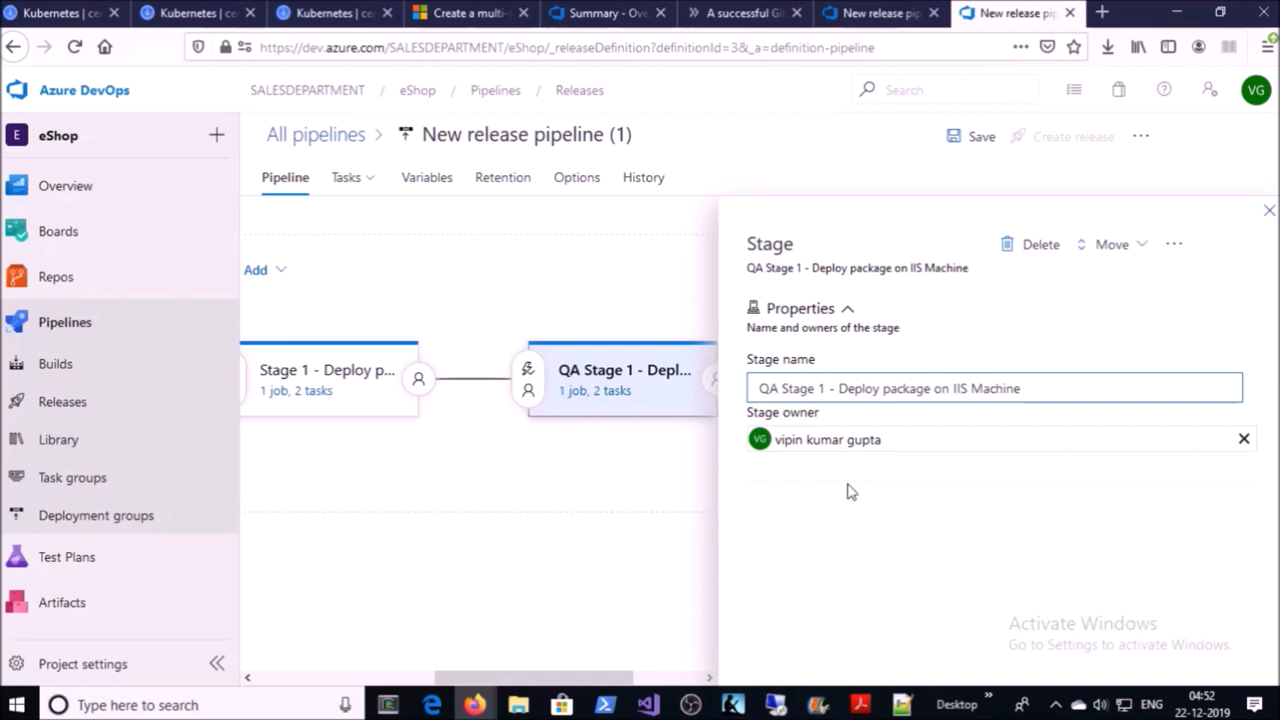 Kubernetes | cer
Kubernetes | cer
Kubernetes | cer
Create a multi-s
Summary - Ove
A successful Git
New release pip
New release pip
https://dev.azure.com/SALESDEPARTMENT/eShop/_releaseDefinition?definitionId=3&_a=definition-pipeline
Azure DevOps
SALESDEPARTMENT / eShop / Pipelines / Releases
Search
VG
E eShop
All pipelines > New release pipeline (1)
Save
Create release
Overview
Pipeline Tasks Variables Retention Options History
Boards
Repos
Pipelines
Builds
Releases
Library
Task groups
Deployment groups
Test Plans
Artifacts
Project settings
Add
Stage 1 - Deploy p...
1 job, 2 tasks
QA Stage 1 - Depl...
1 job, 2 tasks
Stage
Delete
Move
QA Stage 1 - Deploy package on IIS Machine
Properties
Name and owners of the stage
Stage name
QA Stage 1 - Deploy package on IIS Machine
Stage owner
VG vipin kumar gupta
Activate Windows
Go to Settings to activate Windows.
Type here to search
Desktop
ENG
04:52
22-12-2019